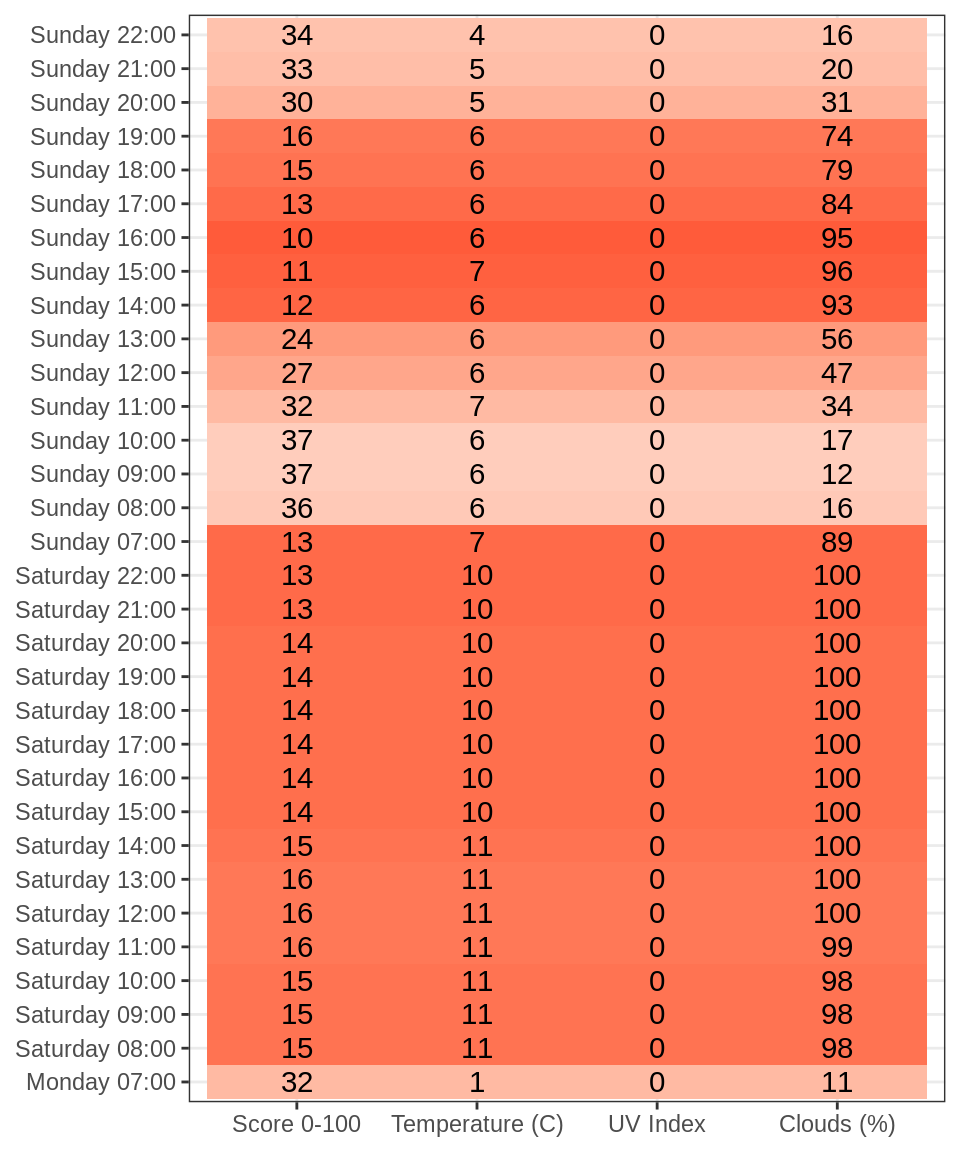 Sunday 22:00 34 4 0 16
Sunday 21:00 33 5 0 20
Sunday 20:00 30 5 0 31
Sunday 19:00 16 6 0 74
Sunday 18:00 15 6 0 79
Sunday 17:00 13 6 0 84
Sunday 16:00 10 6 0 95
Sunday 15:00 11 7 0 96
Sunday 14:00 12 6 0 93
Sunday 13:00 24 6 0 56
Sunday 12:00 27 6 0 47
Sunday 11:00 32 7 0 34
Sunday 10:00 37 6 0 17
Sunday 09:00 37 6 0 12
Sunday 08:00 36 6 0 16
Sunday 07:00 13 7 0 89
Saturday 22:00 13 10 0 100
Saturday 21:00 13 10 0 100
Saturday 20:00 14 10 0 100
Saturday 19:00 14 10 0 100
Saturday 18:00 14 10 0 100
Saturday 17:00 14 10 0 100
Saturday 16:00 14 10 0 100
Saturday 15:00 14 10 0 100
Saturday 14:00 15 11 0 100
Saturday 13:00 16 11 0 100
Saturday 12:00 16 11 0 100
Saturday 11:00 16 11 0 99
Saturday 10:00 15 11 0 98
Saturday 09:00 15 11 0 98
Saturday 08:00 15 11 0 98
Monday 07:00 32 1 0 11
Score 0-100 Temperature (C) UV Index Clouds (%)